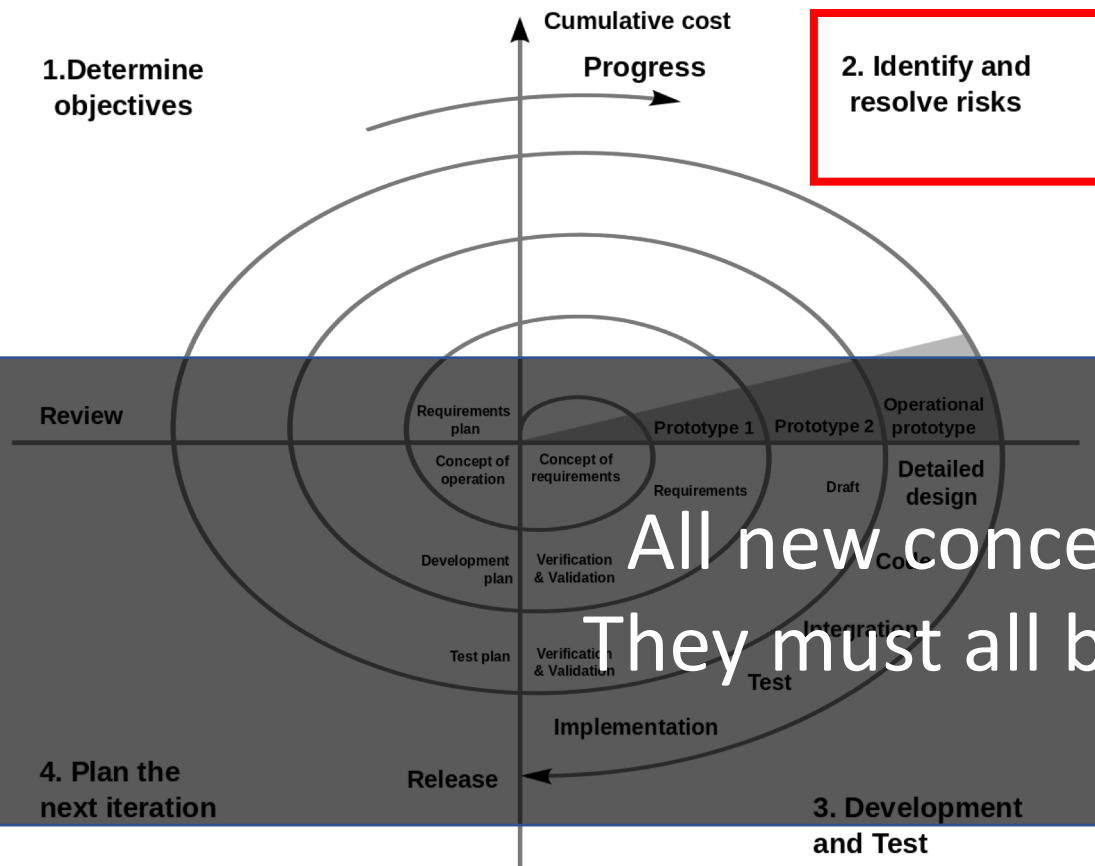 Cumulative cost
Progress
1.Determine
objectives
2. Identify and
resolve risks
Review
Requirements
plan
Prototype 1
Prototype 2
Operational
prototype
Concept of
operation
Concept of
requirements
Requirements
Draft
Detailed
design
All new conce
Development
plan
Verification
& Validation
Code
They must all b
Integration
Test plan
Verification
& Validation
Test
Implementation
4. Plan the
next iteration
Release
3. Development
and Test